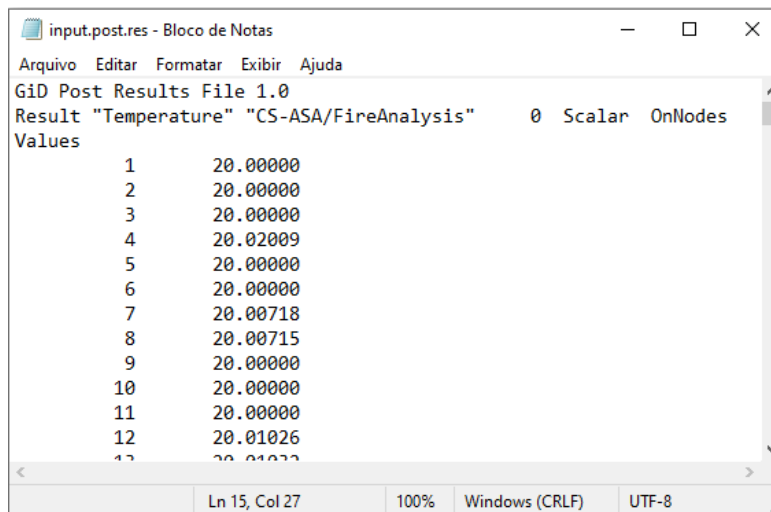 input.post.res - Bloco de Notas
Arquivo Editar Formatar Exibir Ajuda
GiD Post Results File 1.0
Result "Temperature" "CS-ASA/FireAnalysis" 0 Scalar OnNodes
Values
1 20.00000
2 20.00000
3 20.00000
4 20.02009
5 20.00000
6 20.00000
7 20.00718
8 20.00715
9 20.00000
10 20.00000
11 20.00000
12 20.01026
Ln 15, Col 27 100% Windows (CRLF) UTF-8